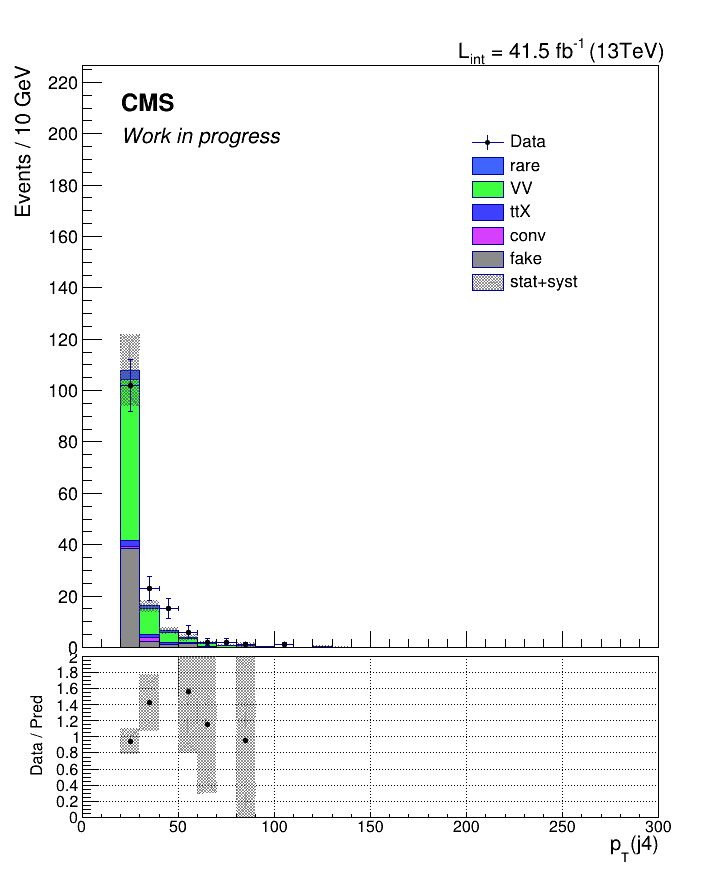 L_int = 41.5 fb^-1 (13TeV)
Events / 10 GeV
CMS
Work in progress
Data
rare
VV
ttX
conv
fake
stat+syst
220
200
180
160
140
120
100
80
60
40
20
0
Data / Pred
2
1.8
1.6
1.4
1.2
1
0.8
0.6
0.4
0.2
0
0 50 100 150 200 250 300
p_T(j4)